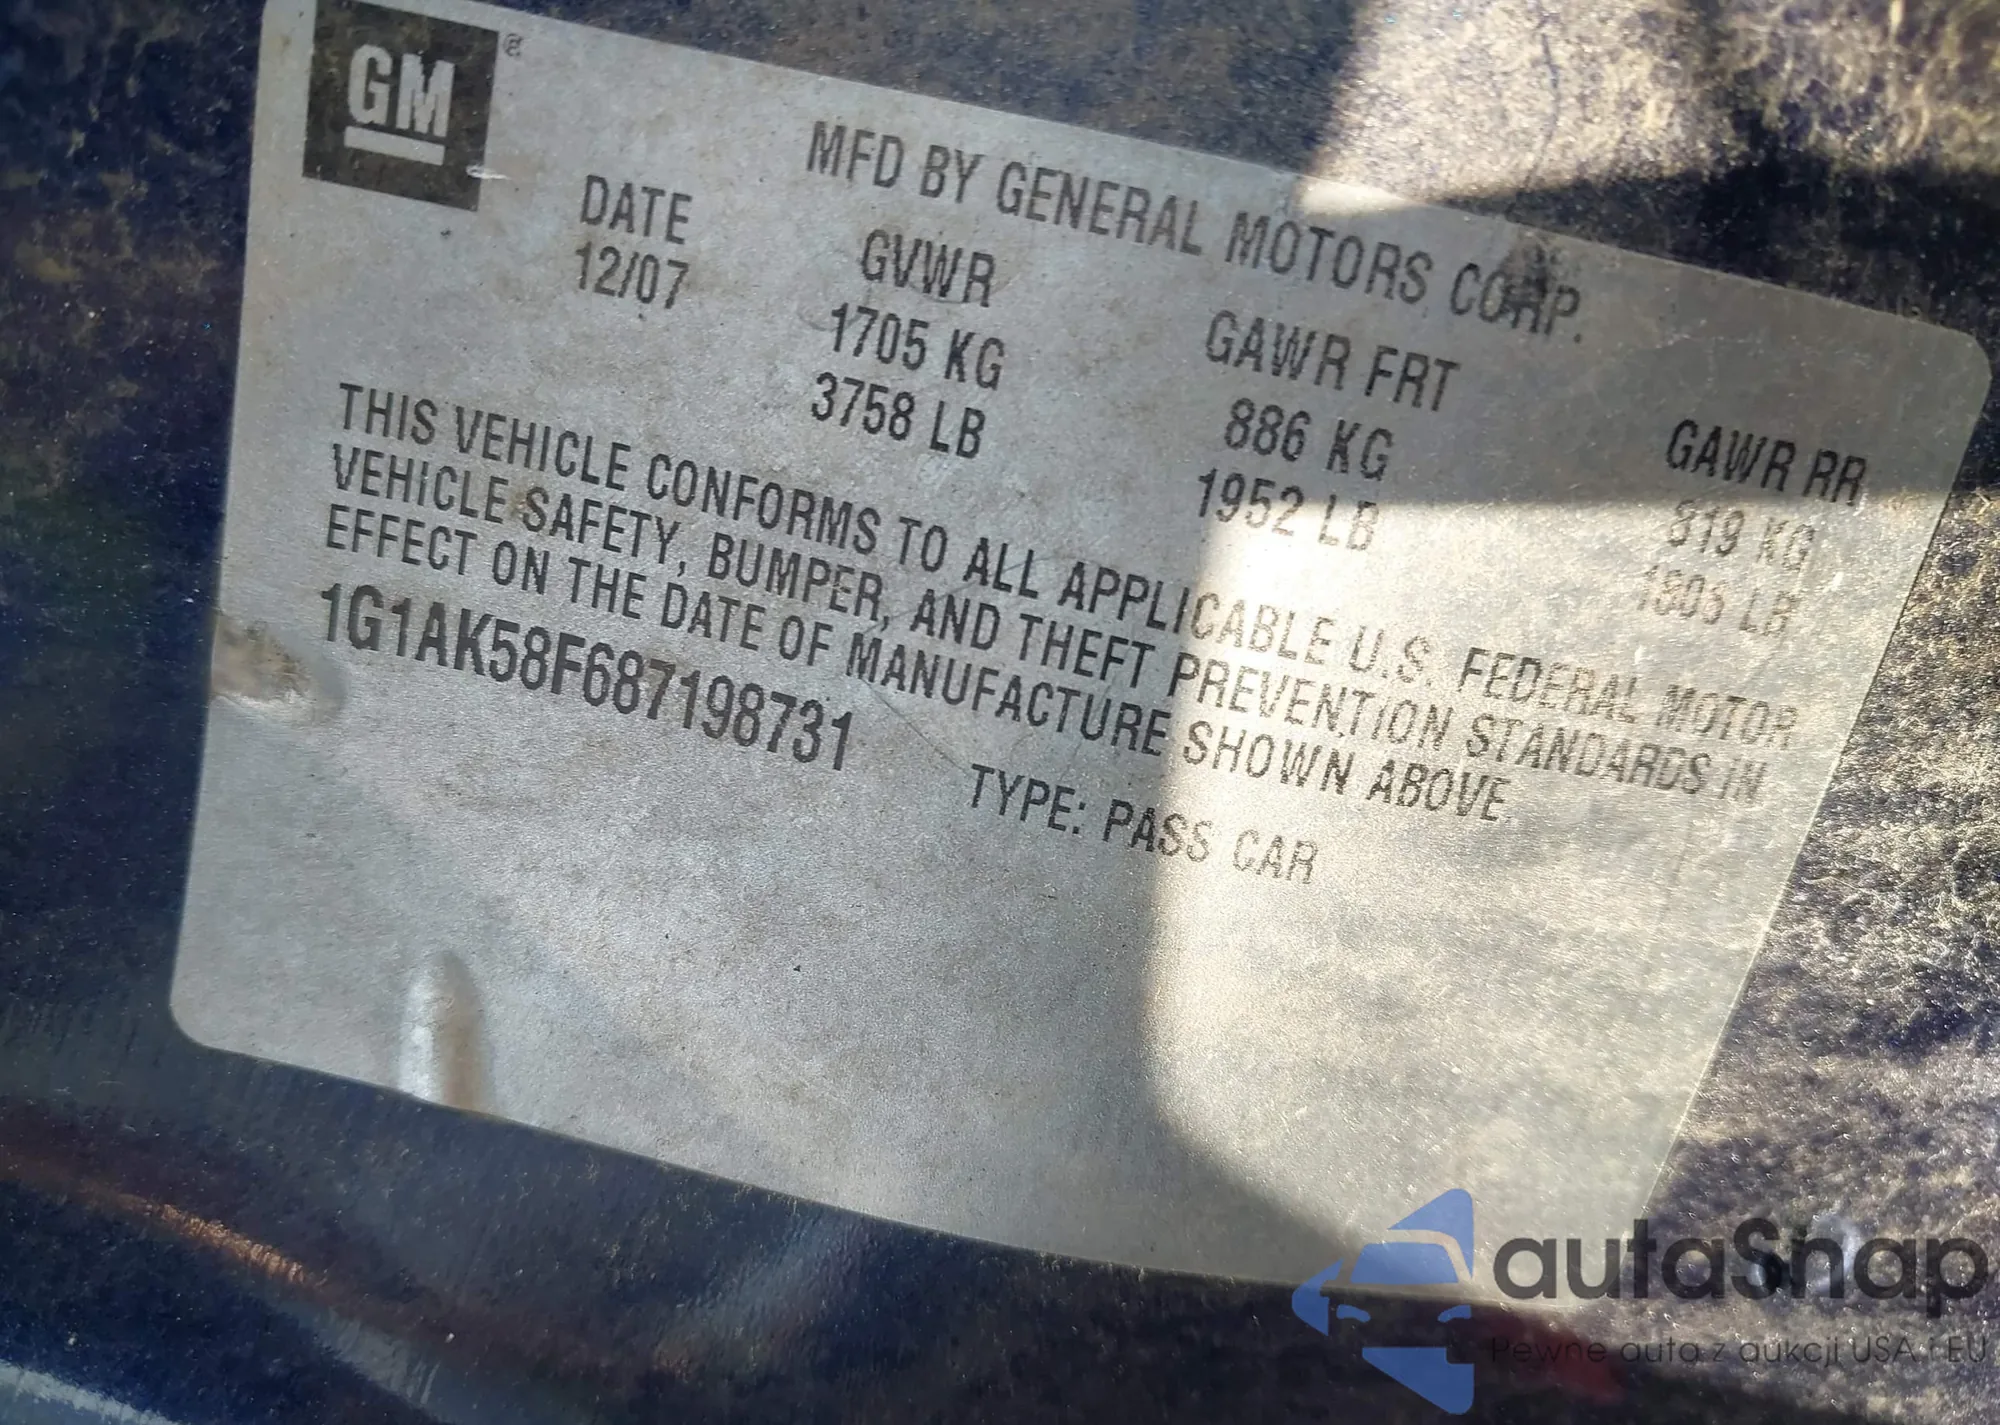 GM ®
MFD BY GENERAL MOTORS CORP.
DATE GVWR GAWR FRT GAWR RR
12/07 1705 KG 886 KG 819 KG
3758 LB 1952 LB 1805 LB
THIS VEHICLE CONFORMS TO ALL APPLICABLE U.S. FEDERAL MOTOR
VEHICLE SAFETY, BUMPER, AND THEFT PREVENTION STANDARDS IN
EFFECT ON THE DATE OF MANUFACTURE SHOWN ABOVE.
1G1AK58F687198731 TYPE: PASS CAR
autaSnap
Pewne auta z aukcji USA i EU